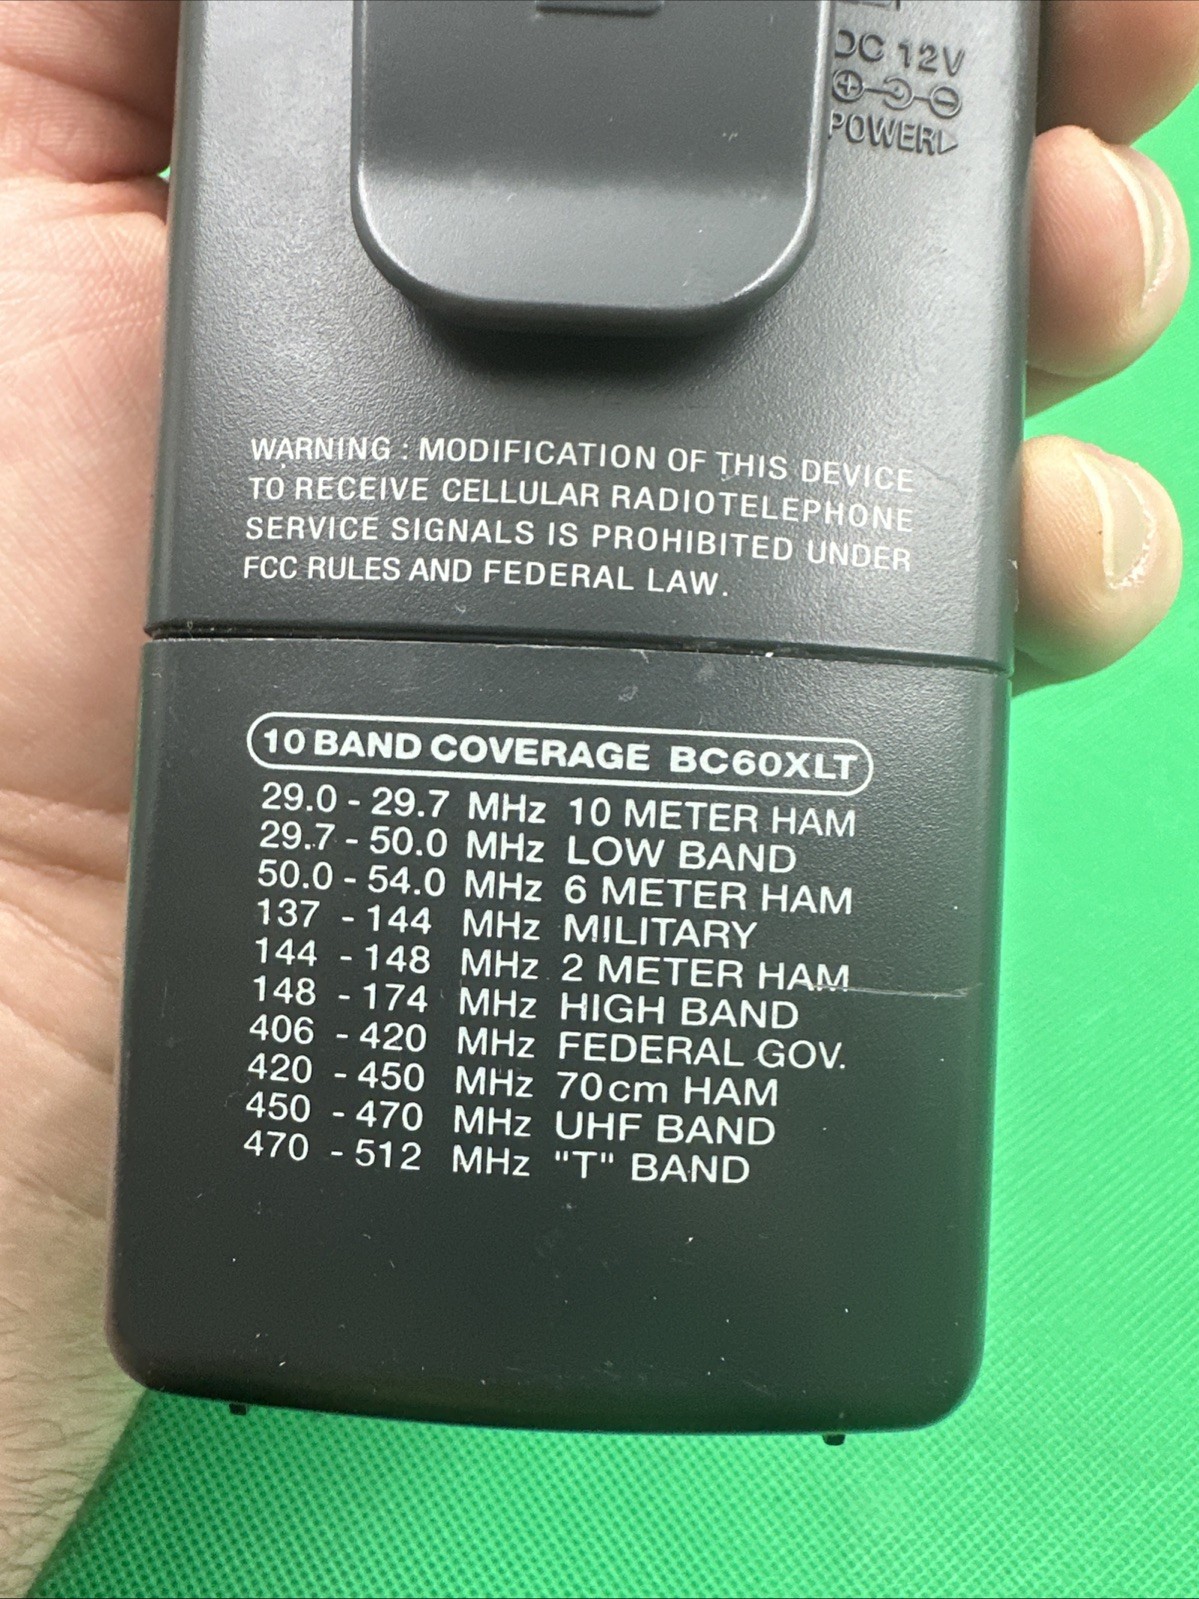 DC 12V
POWER
WARNING : MODIFICATION OF THIS DEVICE
TO RECEIVE CELLULAR RADIOTELEPHONE
SERVICE SIGNALS IS PROHIBITED UNDER
FCC RULES AND FEDERAL LAW.
10 BAND COVERAGE BC60XLT
29.0 - 29.7 MHz 10 METER HAM
29.7 - 50.0 MHz LOW BAND
50.0 - 54.0 MHz 6 METER HAM
137 - 144 MHz MILITARY
144 - 148 MHz 2 METER HAM
148 - 174 MHz HIGH BAND
406 - 420 MHz FEDERAL GOV.
420 - 450 MHz 70cm HAM
450 - 470 MHz UHF BAND
470 - 512 MHz "T" BAND